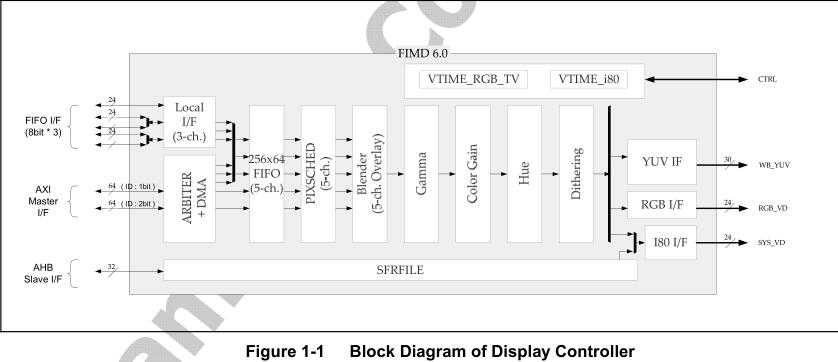 FIMD 6.0
VTIME_RGB_TV
VTIME_i80
CTRL
FIFO I/F
(8bit * 3)
24
24
24
Local
I/F
(3-ch.)
AXI
Master
I/F
64 ( ID : 1bit )
64 ( ID : 2bit )
ARBITER
+ DMA
256x64
FIFO
(5-ch.)
PIXSCHED
(5-ch.)
Blender
(5-ch. Overlay)
Gamma
Color Gain
Hue
Dithering
YUV IF
30
WB_YUV
RGB I/F
24
RGB_VD
I80 I/F
24
SYS_VD
AHB
Slave I/F
32
SFRFILE
Figure 1-1 Block Diagram of Display Controller